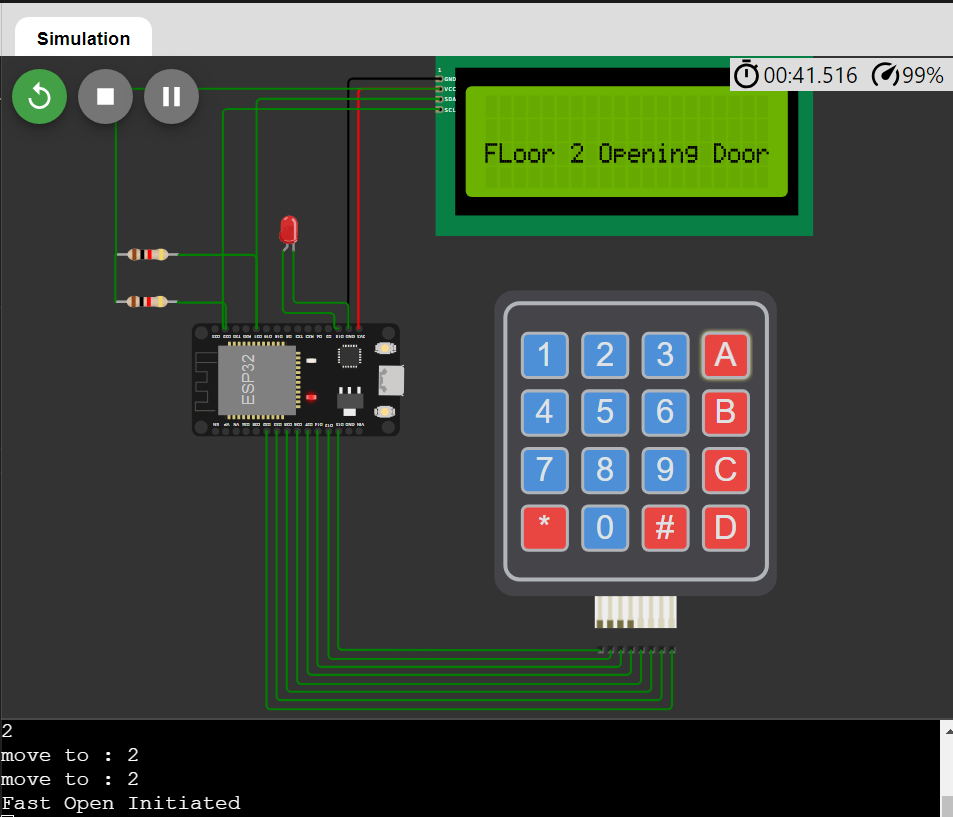 Simulation
00:41.516 99%
1
GND
VCC
SDA
SCL
FLoor 2 Opening Door
ESP32
1 2 3 A
4 5 6 B
7 8 9 C
* 0 # D
2
move to : 2
move to : 2
Fast Open Initiated